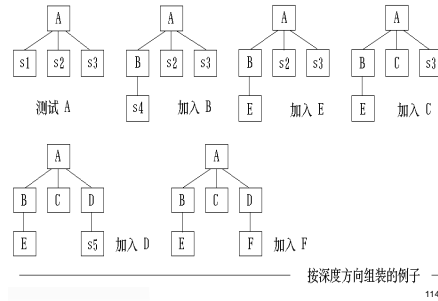 A A A A
s1 s2 s3 B s2 s3 B s2 s3 B C s3
s4 E E
测试 A 加入 B 加入 E 加入 C
A A
B C D B C D
E s5 加入 D E F 加入 F
按深度方向组装的例子
114